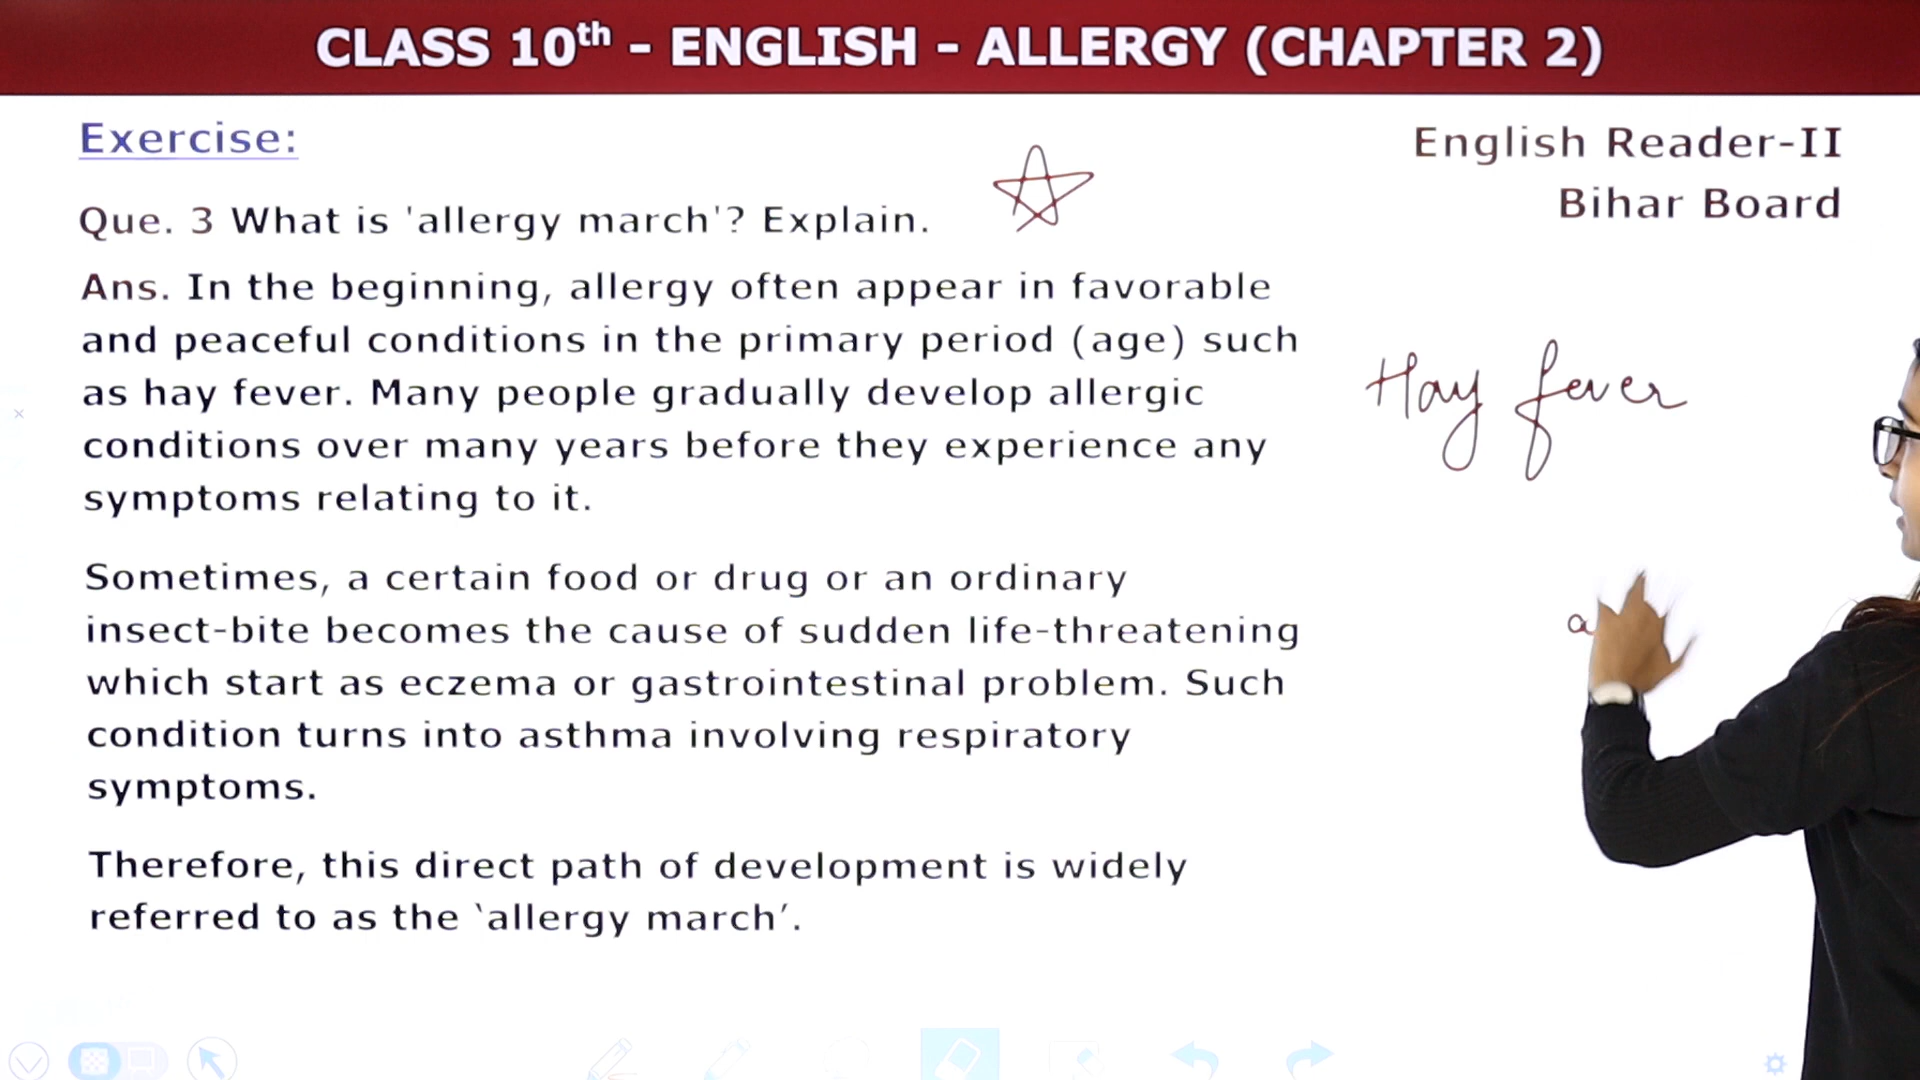 CLASS 10th - ENGLISH - ALLERGY (CHAPTER 2)
Exercise:
English Reader-II
Bihar Board
Que. 3 What is 'allergy march'? Explain.
Ans. In the beginning, allergy often appear in favorable
and peaceful conditions in the primary period (age) such
as hay fever. Many people gradually develop allergic
conditions over many years before they experience any
symptoms relating to it.
Hay fever
Sometimes, a certain food or drug or an ordinary
insect-bite becomes the cause of sudden life-threatening
which start as eczema or gastrointestinal problem. Such
condition turns into asthma involving respiratory
symptoms.
a
Therefore, this direct path of development is widely
referred to as the ‘allergy march’.